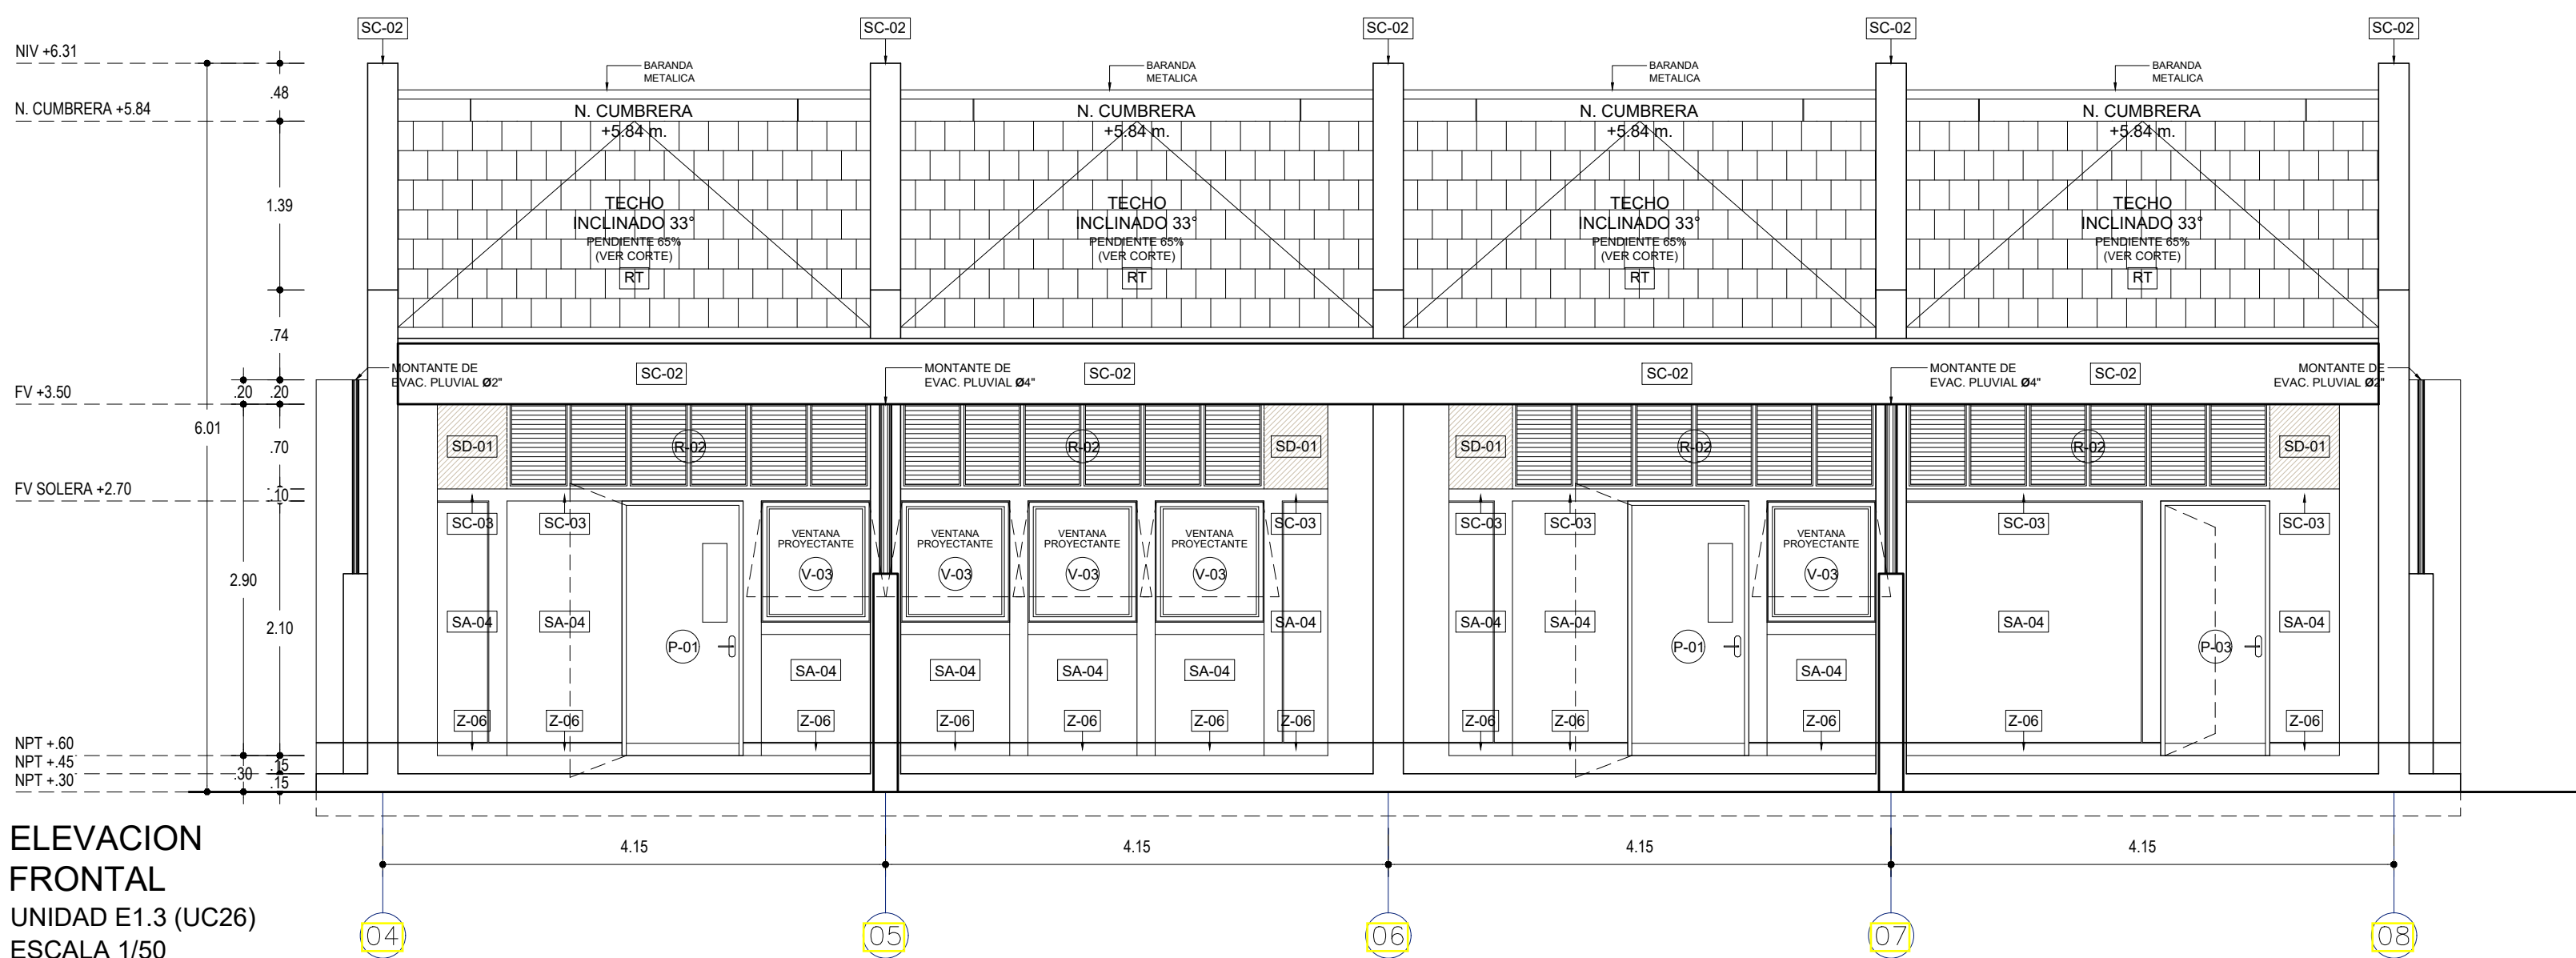 SC-02 SC-02 SC-02 SC-02 SC-02
NIV +6.31
BARANDA BARANDA BARANDA BARANDA
METALICA METALICA METALICA METALICA
.48
N. CUMBRERA +5.84
N. CUMBRERA N. CUMBRERA N. CUMBRERA N. CUMBRERA
+5.84 m. +5.84 m. +5.84 m. +5.84 m.
1.39
TECHO TECHO TECHO TECHO
INCLINADO 33° INCLINADO 33° INCLINADO 33° INCLINADO 33°
PENDIENTE 65% PENDIENTE 65% PENDIENTE 65% PENDIENTE 65%
(VER CORTE) (VER CORTE) (VER CORTE) (VER CORTE)
RT RT RT RT
.74
MONTANTE DE MONTANTE DE MONTANTE DE MONTANTE DE
EVAC. PLUVIAL Ø2" EVAC. PLUVIAL Ø4" EVAC. PLUVIAL Ø4" EVAC. PLUVIAL Ø2"
SC-02 SC-02 SC-02 SC-02
FV +3.50
.20 .20
6.01
.70
SD-01 R-02 R-02 SD-01 SD-01 R-02 R-02 SD-01
FV SOLERA +2.70
.10
SC-03 SC-03 SC-03 SC-03 SC-03 SC-03 SC-03
VENTANA VENTANA VENTANA VENTANA VENTANA
PROYECTANTE PROYECTANTE PROYECTANTE PROYECTANTE PROYECTANTE
V-03 V-03 V-03 V-03 V-03
2.90
2.10
SA-04 SA-04 SA-04 SA-04 SA-04 SA-04 SA-04
P-01 P-01 P-03
SA-04 SA-04 SA-04 SA-04 SA-04
Z-06 Z-06 Z-06 Z-06 Z-06 Z-06 Z-06 Z-06 Z-06 Z-06 Z-06 Z-06
NPT +.60
NPT +.45
.30 .15
NPT +.30
.15
ELEVACION
FRONTAL
UNIDAD E1.3 (UC26)
ESCALA 1/50
4.15 4.15 4.15 4.15
04 05 06 07 08